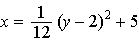 x = 1/12 (y − 2)² + 5